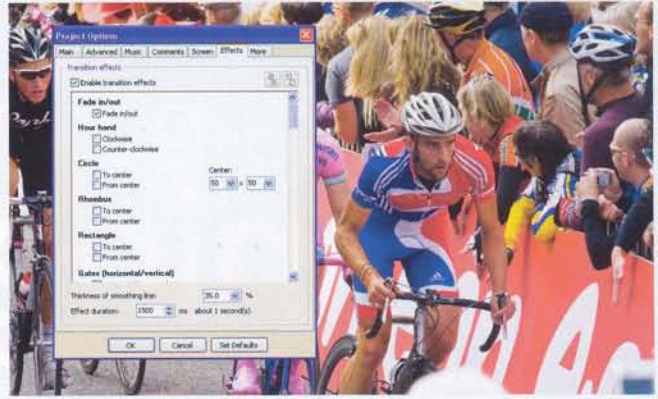 Project Options
Main Advanced Music Comments Screen Effects More
Transition effects
Enable transition effects
Fade in/out
Fade in/out
Hour hand
Clockwise
Counter-clockwise
Circle
To center
From center
Center:
50 x 50
Rhombus
To center
From center
Rectangle
To center
From center
Gates (horizontal/vertical)
Thickness of smoothing line: 35.0 %
Effect duration: 1500 ms about 1 second(s)
OK Cancel Set Defaults